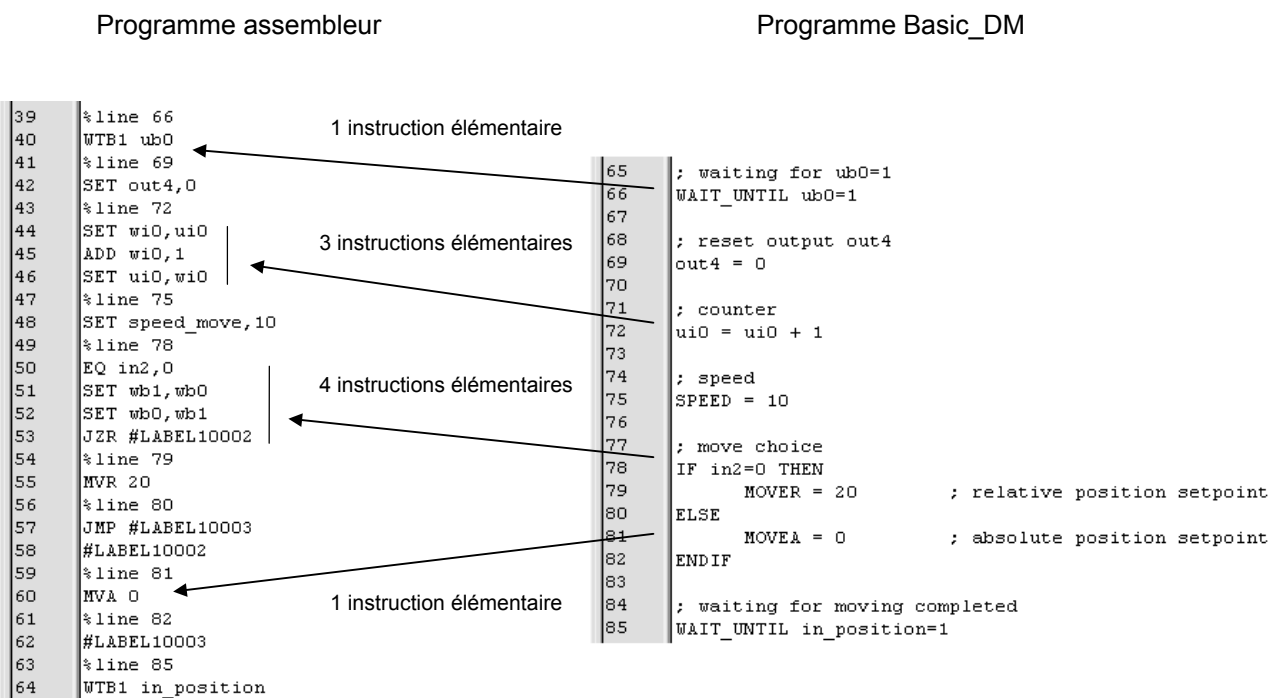 Programme assembleur
Programme Basic_DM
39 %line 66
40 WTB1 ub0
41 %line 69
42 SET out4,0
43 %line 72
44 SET wi0,ui0
45 ADD wi0,1
46 SET ui0,wi0
47 %line 75
48 SET speed_move,10
49 %line 78
50 EQ in2,0
51 SET wb1,wb0
52 SET wb0,wb1
53 JZR #LABEL10002
54 %line 79
55 MVR 20
56 %line 80
57 JMP #LABEL10003
58 #LABEL10002
59 %line 81
60 MVA 0
61 %line 82
62 #LABEL10003
63 %line 85
64 WTB1 in_position
1 instruction élémentaire
3 instructions élémentaires
4 instructions élémentaires
1 instruction élémentaire
65 ; waiting for ub0=1
66 WAIT_UNTIL ub0=1
67
68 ; reset output out4
69 out4 = 0
70
71 ; counter
72 ui0 = ui0 + 1
73
74 ; speed
75 SPEED = 10
76
77 ; move choice
78 IF in2=0 THEN
79 MOVER = 20 ; relative position setpoint
80 ELSE
81 MOVEA = 0 ; absolute position setpoint
82 ENDIF
83
84 ; waiting for moving completed
85 WAIT_UNTIL in_position=1